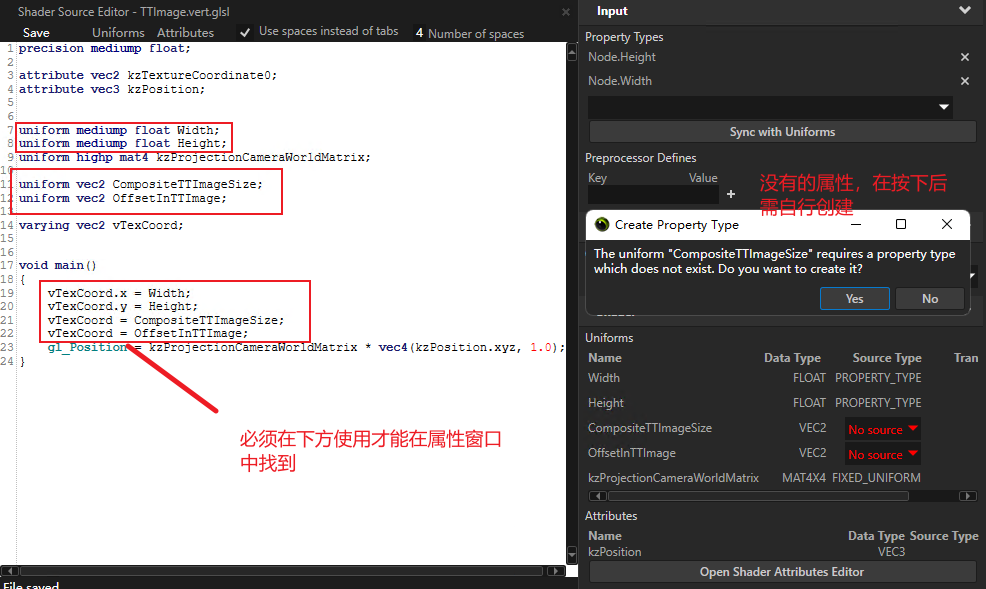 Shader Source Editor - TTImage.vert.glsl
Save Uniforms Attributes Use spaces instead of tabs 4 Number of spaces
1 precision mediump float;
2
3 attribute vec2 kzTextureCoordinate0;
4 attribute vec3 kzPosition;
5
6
7 uniform mediump float Width;
8 uniform mediump float Height;
9 uniform highp mat4 kzProjectionCameraWorldMatrix;
10
11 uniform vec2 CompositeTTImageSize;
12 uniform vec2 OffsetInTTImage;
13
14 varying vec2 vTexCoord;
15
16
17 void main()
18 {
19 vTexCoord.x = Width;
20 vTexCoord.y = Height;
21 vTexCoord = CompositeTTImageSize;
22 vTexCoord = OffsetInTTImage;
23 gl_Position = kzProjectionCameraWorldMatrix * vec4(kzPosition.xyz, 1.0);
24 }
必须在下方使用才能在属性窗口
中找到
File saved
Input
Property Types
Node.Height
Node.Width
Sync with Uniforms
Preprocessor Defines
Key Value
没有的属性，在按下后
需自行创建
Create Property Type
The uniform "CompositeTTImageSize" requires a property type
which does not exist. Do you want to create it?
Yes No
Uniforms
Name Data Type Source Type Tran
Width FLOAT PROPERTY_TYPE
Height FLOAT PROPERTY_TYPE
CompositeTTImageSize VEC2 No source
OffsetInTTImage VEC2 No source
kzProjectionCameraWorldMatrix MAT4X4 FIXED_UNIFORM
Attributes
Name Data Type Source Type
kzPosition VEC3
Open Shader Attributes Editor